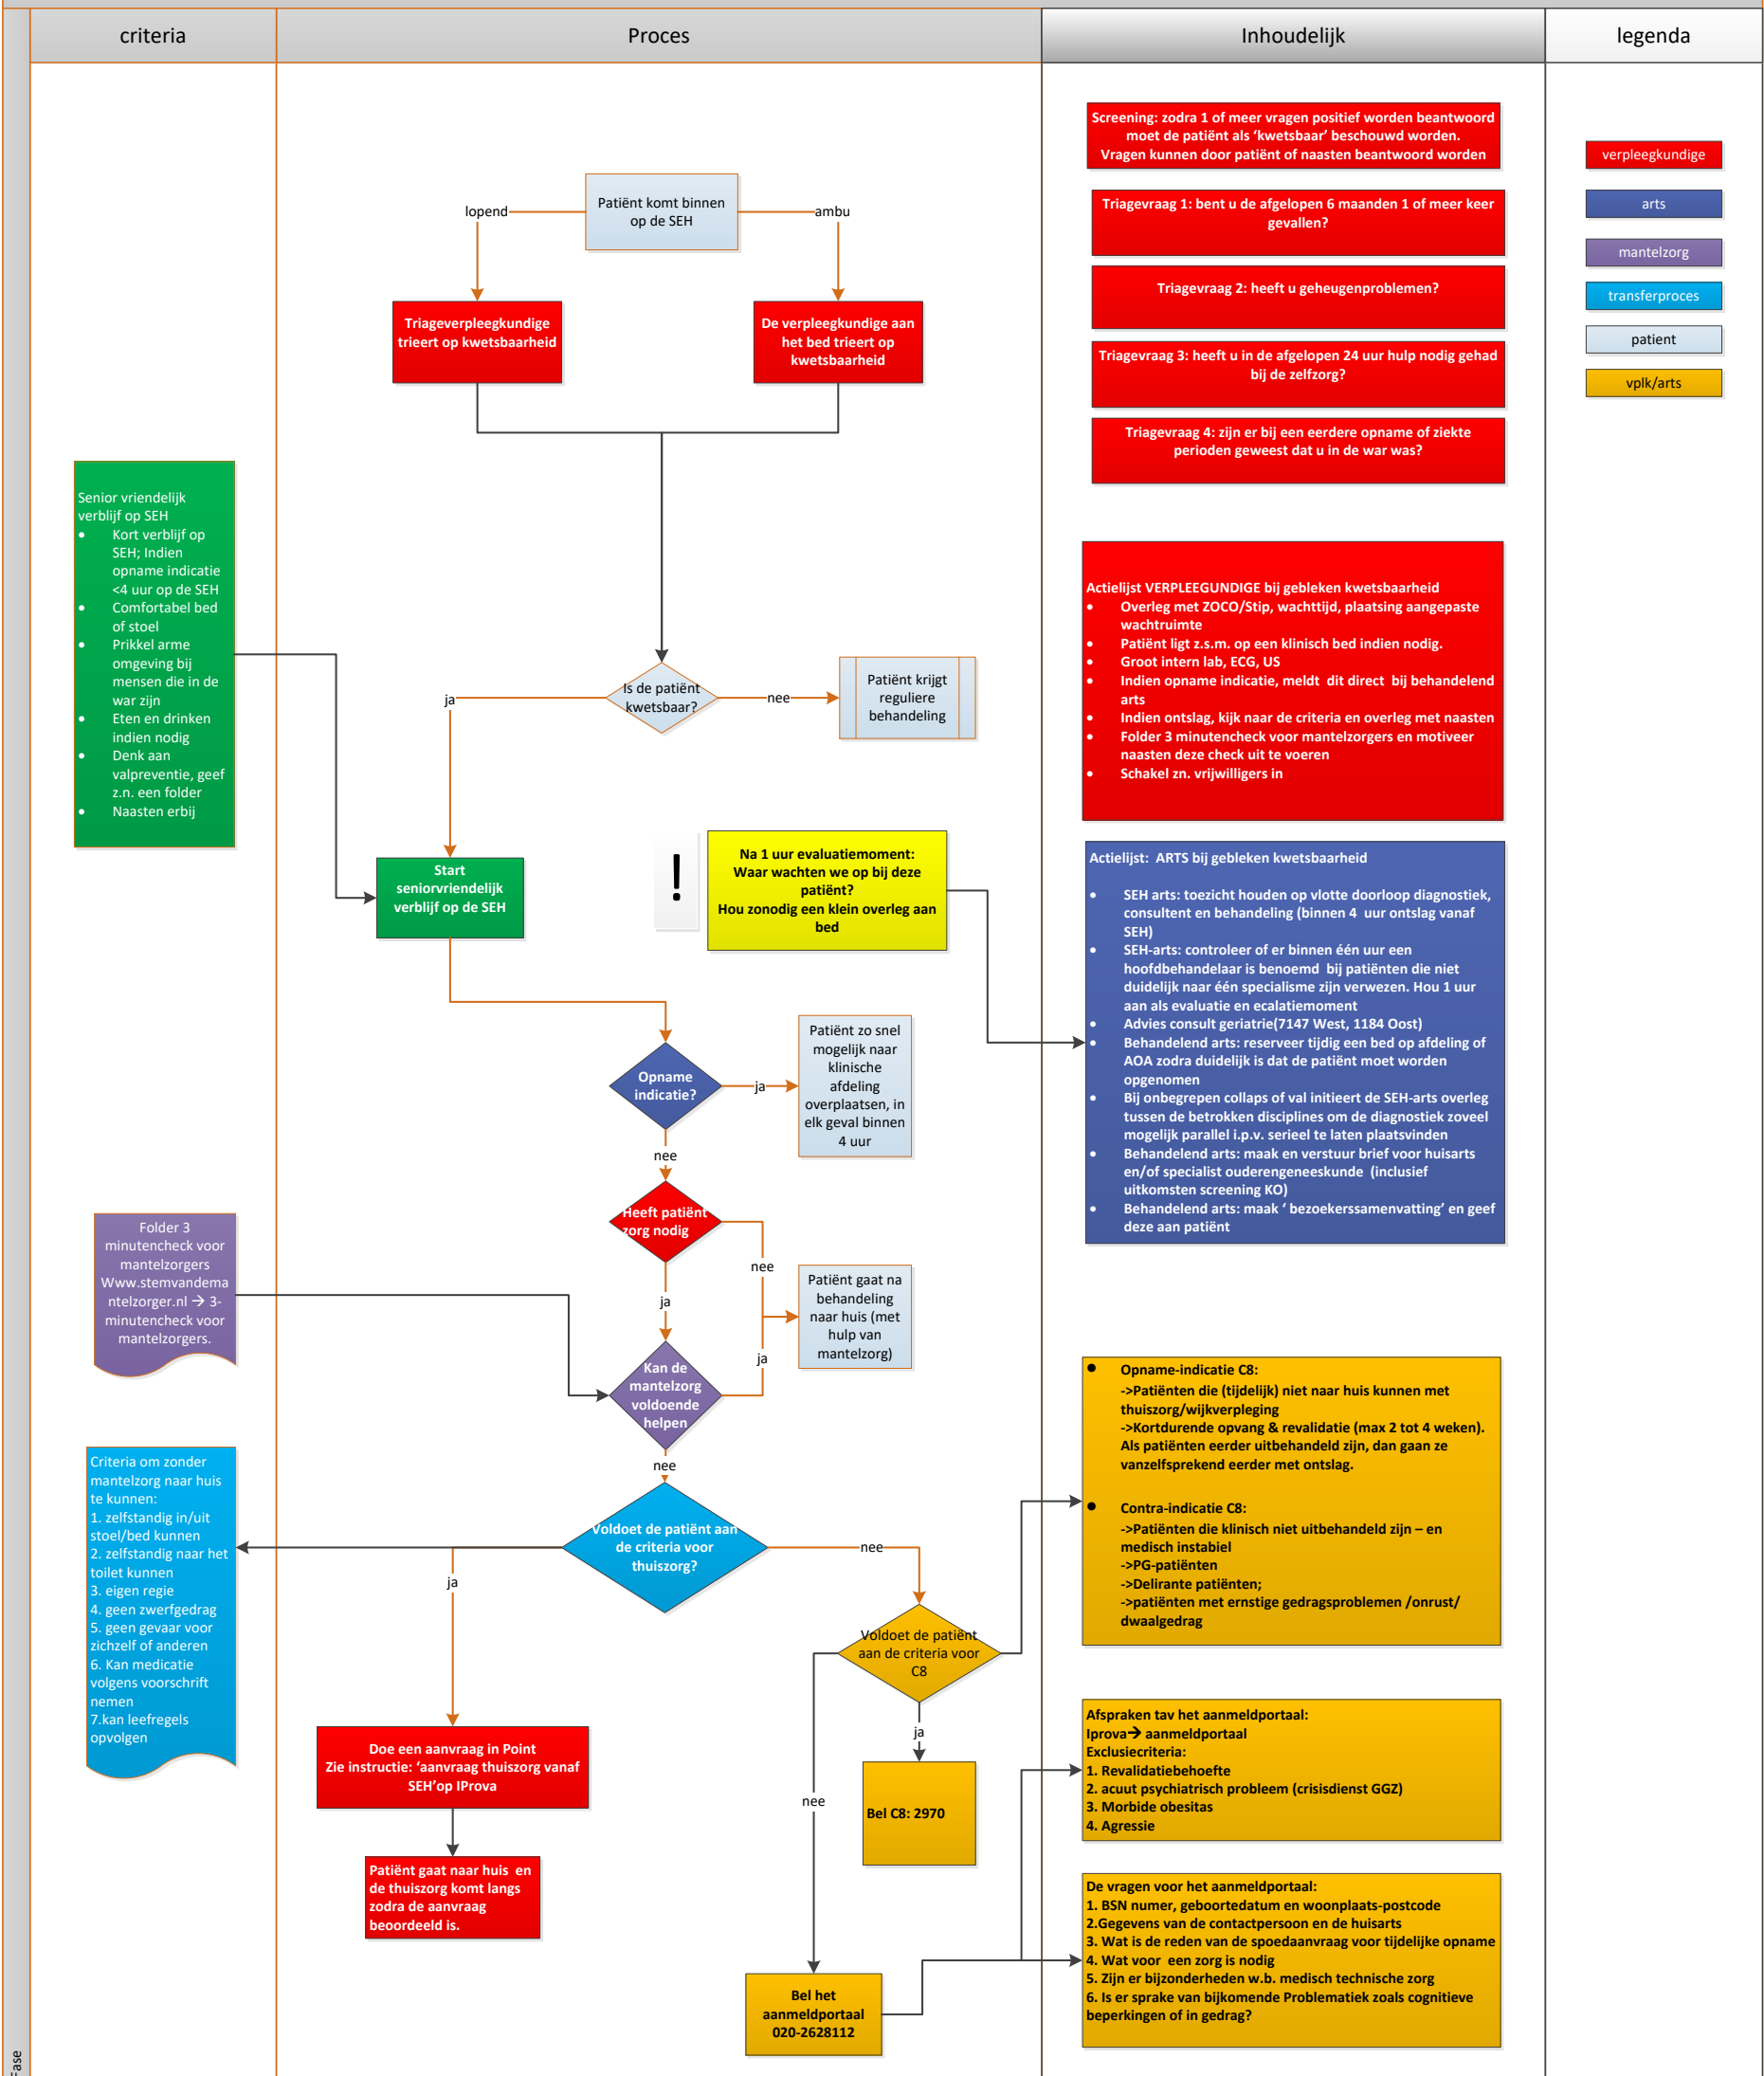 criteria
Proces
Inhoudelijk
legenda
Screening: zodra 1 of meer vragen positief worden beantwoord
moet de patiënt als ‘kwetsbaar’ beschouwd worden.
Vragen kunnen door patiënt of naasten beantwoord worden
verpleegkundige
arts
mantelzorg
transferproces
patient
vplk/arts
Patiënt komt binnen
op de SEH
lopend
ambu
Triagevraag 1: bent u de afgelopen 6 maanden 1 of meer keer
gevallen?
Triagevraag 2: heeft u geheugenproblemen?
Triageverpleegkundige
trieert op kwetsbaarheid
De verpleegkundige aan
het bed trieert op
kwetsbaarheid
Triagevraag 3: heeft u in de afgelopen 24 uur hulp nodig gehad
bij de zelfzorg?
Triagevraag 4: zijn er bij een eerdere opname of ziekte
perioden geweest dat u in de war was?
Senior vriendelijk
verblijf op SEH
• Kort verblijf op
SEH; Indien
opname indicatie
<4 uur op de SEH
• Comfortabel bed
of stoel
• Prikkel arme
omgeving bij
mensen die in de
war zijn
• Eten en drinken
indien nodig
• Denk aan
valpreventie, geef
z.n. een folder
• Naasten erbij
Is de patiënt
kwetsbaar?
ja
nee
Patiënt krijgt
reguliere
behandeling
Actielijst VERPLEEGUNDIGE bij gebleken kwetsbaarheid
• Overleg met ZOCO/Stip, wachttijd, plaatsing aangepaste
wachtruimte
• Patiënt ligt z.s.m. op een klinisch bed indien nodig.
• Groot intern lab, ECG, US
• Indien opname indicatie, meldt dit direct bij behandelend
arts
• Indien ontslag, kijk naar de criteria en overleg met naasten
• Folder 3 minutencheck voor mantelzorgers en motiveer
naasten deze check uit te voeren
• Schakel zn. vrijwilligers in
Start
seniorvriendelijk
verblijf op de SEH
!
Na 1 uur evaluatiemoment:
Waar wachten we op bij deze
patiënt?
Hou zonodig een klein overleg aan
bed
Actielijst: ARTS bij gebleken kwetsbaarheid
• SEH arts: toezicht houden op vlotte doorloop diagnostiek,
consultent en behandeling (binnen 4 uur ontslag vanaf
SEH)
• SEH-arts: controleer of er binnen één uur een
hoofdbehandelaar is benoemd bij patiënten die niet
duidelijk naar één specialisme zijn verwezen. Hou 1 uur
aan als evaluatie en ecalatiemoment
• Advies consult geriatrie(7147 West, 1184 Oost)
• Behandelend arts: reserveer tijdig een bed op afdeling of
AOA zodra duidelijk is dat de patiënt moet worden
opgenomen
• Bij onbegrepen collaps of val initieert de SEH-arts overleg
tussen de betrokken disciplines om de diagnostiek zoveel
mogelijk parallel i.p.v. serieel te laten plaatsvinden
• Behandelend arts: maak en verstuur brief voor huisarts
en/of specialist ouderengeneeskunde (inclusief
uitkomsten screening KO)
• Behandelend arts: maak ‘ bezoekerssamenvatting’ en geef
deze aan patiënt
Opname
indicatie?
ja
nee
Patiënt zo snel
mogelijk naar
klinische
afdeling
overplaatsen, in
elk geval binnen
4 uur
Heeft patiënt
zorg nodig
nee
ja
Patiënt gaat na
behandeling
naar huis (met
hulp van
mantelzorg)
Folder 3
minutencheck voor
mantelzorgers
Www.stemvandema
ntelzorger.nl → 3-
minutencheck voor
mantelzorgers.
Kan de
mantelzorg
voldoende
helpen
ja
nee
• Opname-indicatie C8:
->Patiënten die (tijdelijk) niet naar huis kunnen met
thuiszorg/wijkverpleging
->Kortdurende opvang & revalidatie (max 2 tot 4 weken).
Als patiënten eerder uitbehandeld zijn, dan gaan ze
vanzelfsprekend eerder met ontslag.
• Contra-indicatie C8:
->Patiënten die klinisch niet uitbehandeld zijn – en
medisch instabiel
->PG-patiënten
->Delirante patiënten;
->patiënten met ernstige gedragsproblemen /onrust/
dwaalgedrag
Criteria om zonder
mantelzorg naar huis
te kunnen:
1. zelfstandig in/uit
stoel/bed kunnen
2. zelfstandig naar het
toilet kunnen
3. eigen regie
4. geen zwerfgedrag
5. geen gevaar voor
zichzelf of anderen
6. Kan medicatie
volgens voorschrift
nemen
7.kan leefregels
opvolgen
Voldoet de patiënt aan
de criteria voor
thuiszorg?
ja
nee
Voldoet de patiënt
aan de criteria voor
C8
ja
nee
Doe een aanvraag in Point
Zie instructie: ‘aanvraag thuiszorg vanaf
SEH’op IProva
Bel C8: 2970
Afspraken tav het aanmeldportaal:
Iprova→ aanmeldportaal
Exclusiecriteria:
1. Revalidatiebehoefte
2. acuut psychiatrisch probleem (crisisdienst GGZ)
3. Morbide obesitas
4. Agressie
Patiënt gaat naar huis en
de thuiszorg komt langs
zodra de aanvraag
beoordeeld is.
Bel het
aanmeldportaal
020-2628112
De vragen voor het aanmeldportaal:
1. BSN numer, geboortedatum en woonplaats-postcode
2.Gegevens van de contactpersoon en de huisarts
3. Wat is de reden van de spoedaanvraag voor tijdelijke opname
4. Wat voor een zorg is nodig
5. Zijn er bijzonderheden w.b. medisch technische zorg
6. Is er sprake van bijkomende Problematiek zoals cognitieve
beperkingen of in gedrag?
Fase